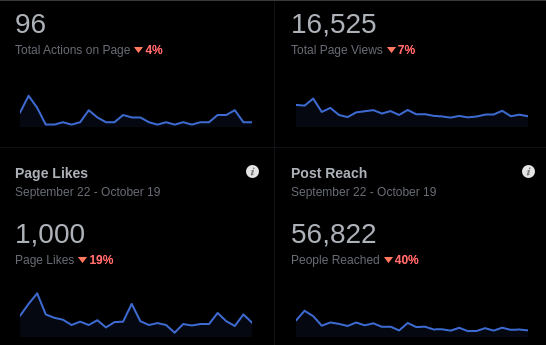 96
Total Actions on Page ▼ 4%
16,525
Total Page Views ▼ 7%
Page Likes
September 22 - October 19
1,000
Page Likes ▼ 19%
Post Reach
September 22 - October 19
56,822
People Reached ▼ 40%